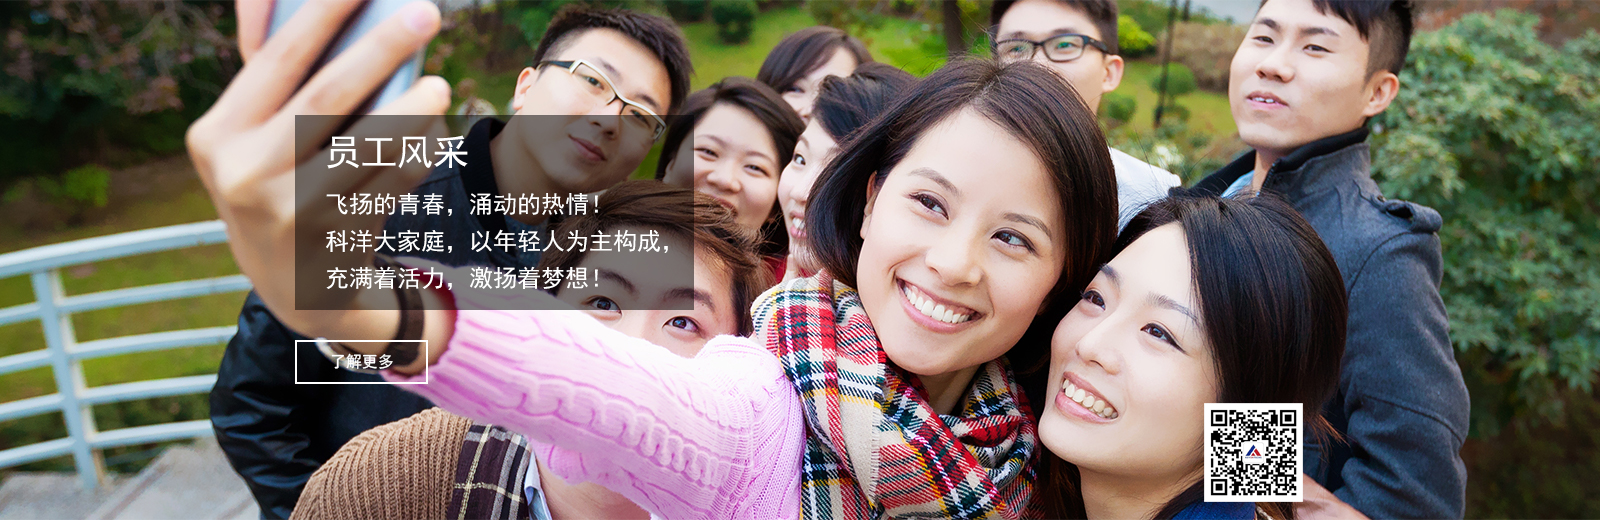 员工风采
飞扬的青春，涌动的热情！
科洋大家庭，以年轻人为主构成，
充满着活力，激扬着梦想！
了解更多